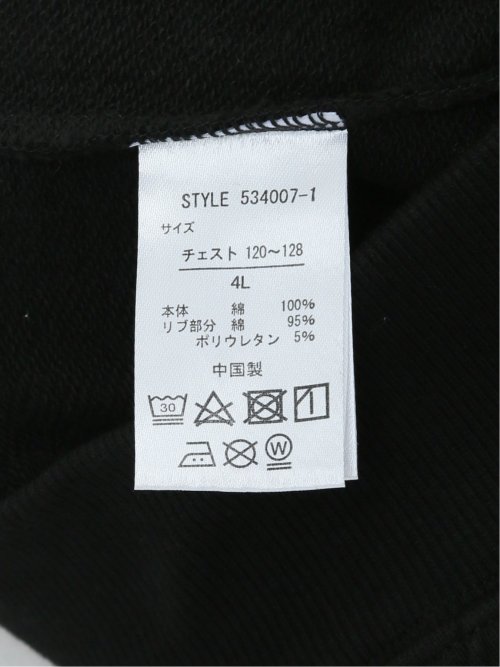 STYLE 534007-1
サイズ
チェスト 120～128
4L
本体 綿 100%
リブ部分 綿 95%
ポリウレタン 5%
中国製
30
W